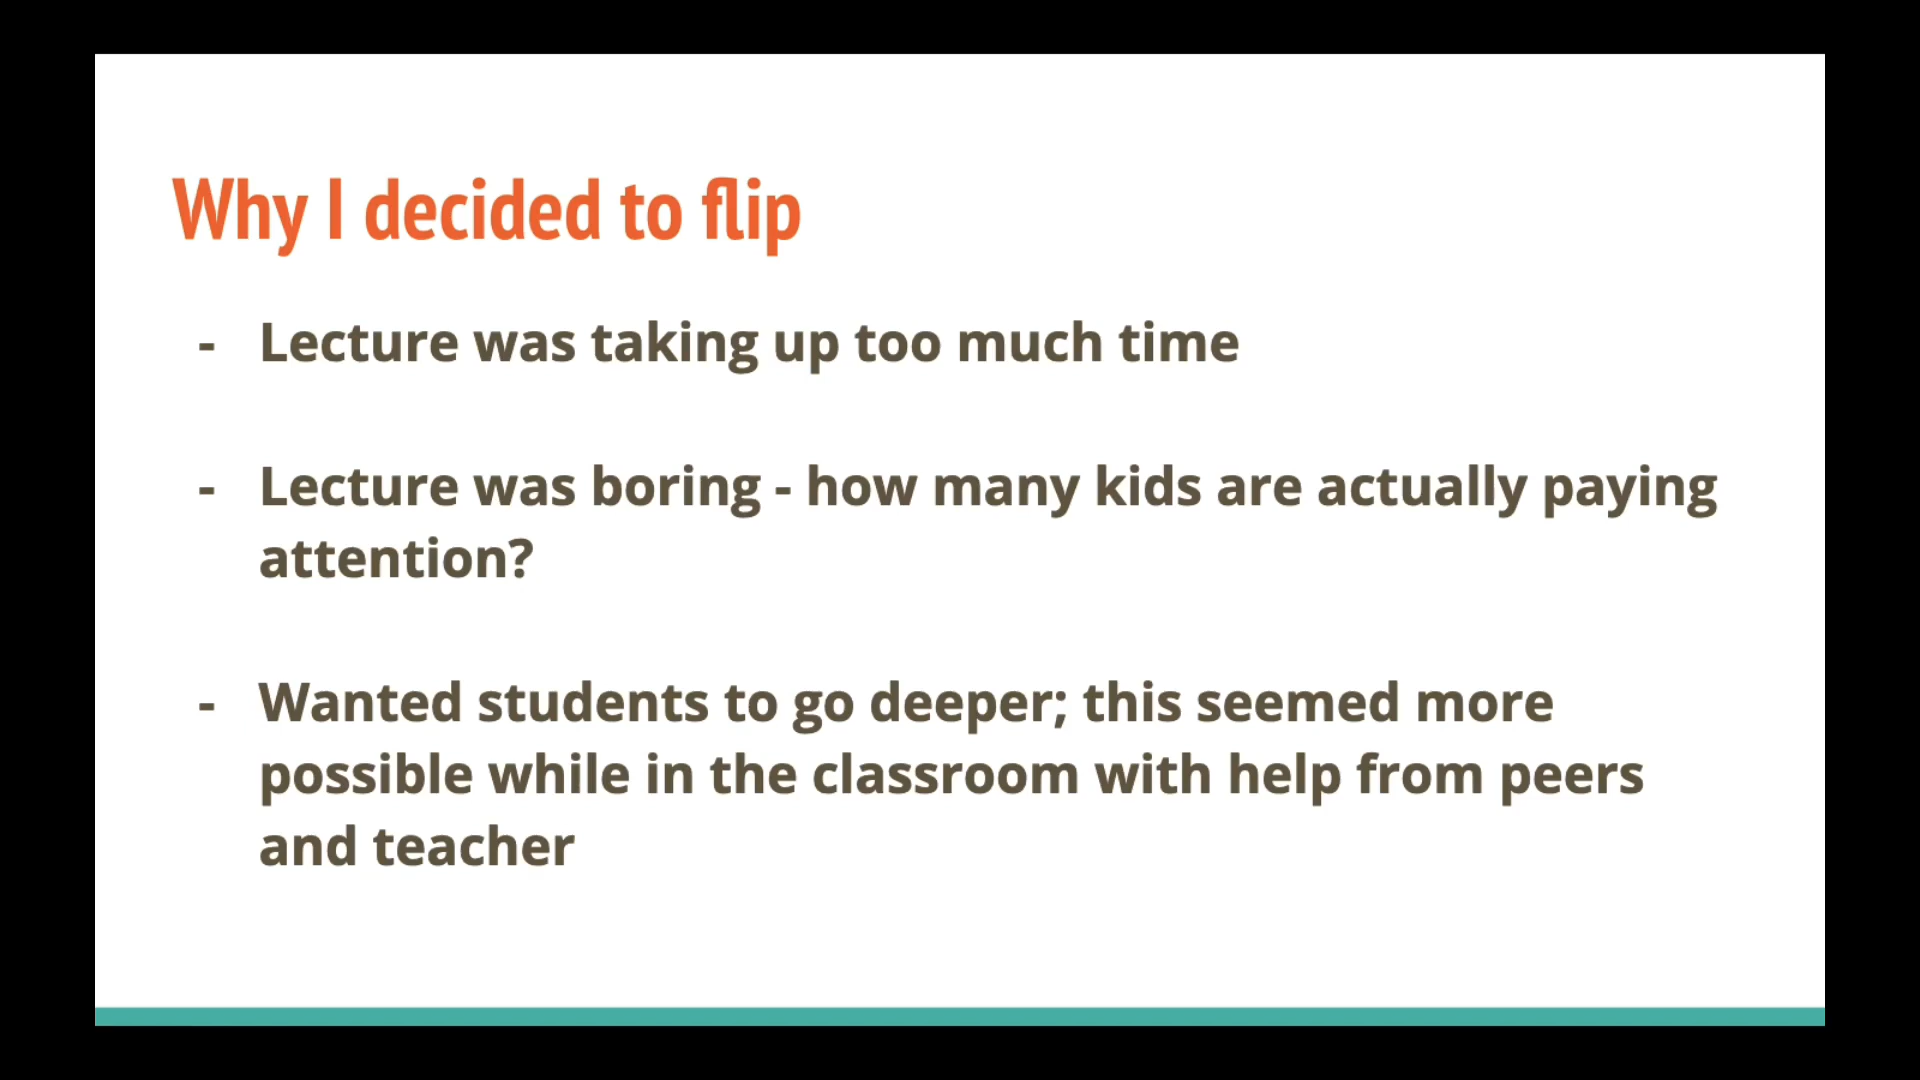 Why I decided to flip
- Lecture was taking up too much time
- Lecture was boring - how many kids are actually paying
attention?
- Wanted students to go deeper; this seemed more
possible while in the classroom with help from peers
and teacher